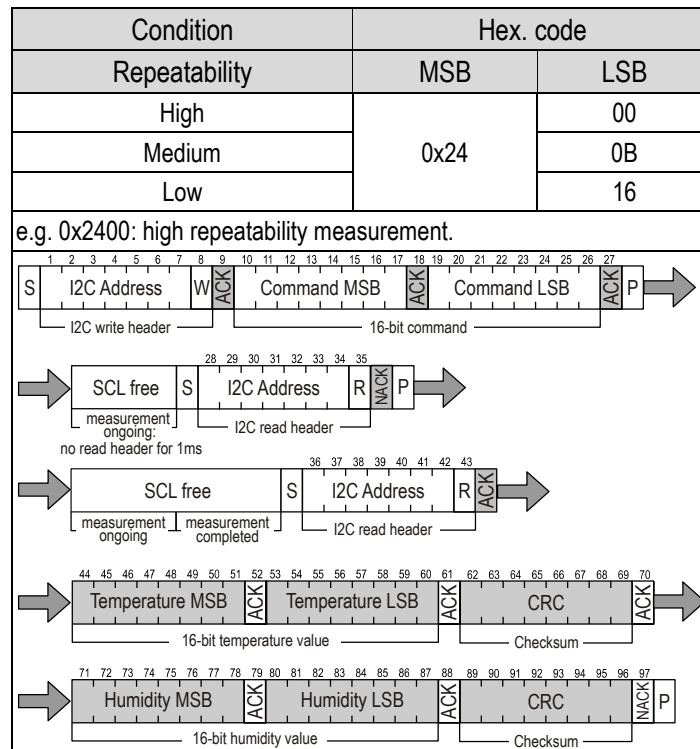 Condition Hex. code
Repeatability MSB LSB
High 00
Medium 0x24 0B
Low 16
e.g. 0x2400: high repeatability measurement.
1 2 3 4 5 6 7 8 9 10 11 12 13 14 15 16 17 18 19 20 21 22 23 24 25 26 27
S I2C Address W ACK Command MSB ACK Command LSB ACK P
I2C write header 16-bit command
28 29 30 31 32 33 34 35
SCL free S I2C Address R NACK P
measurement
ongoing:
no read header for 1ms
I2C read header
36 37 38 39 40 41 42 43
SCL free S I2C Address R ACK
measurement
ongoing
measurement
completed
I2C read header
44 45 46 47 48 49 50 51 52 53 54 55 56 57 58 59 60 61 62 63 64 65 66 67 68 69 70
Temperature MSB ACK Temperature LSB ACK CRC ACK
16-bit temperature value Checksum
71 72 73 74 75 76 77 78 79 80 81 82 83 84 85 86 87 88 89 90 91 92 93 94 95 96 97
Humidity MSB ACK Humidity LSB ACK CRC NACK P
16-bit humidity value Checksum